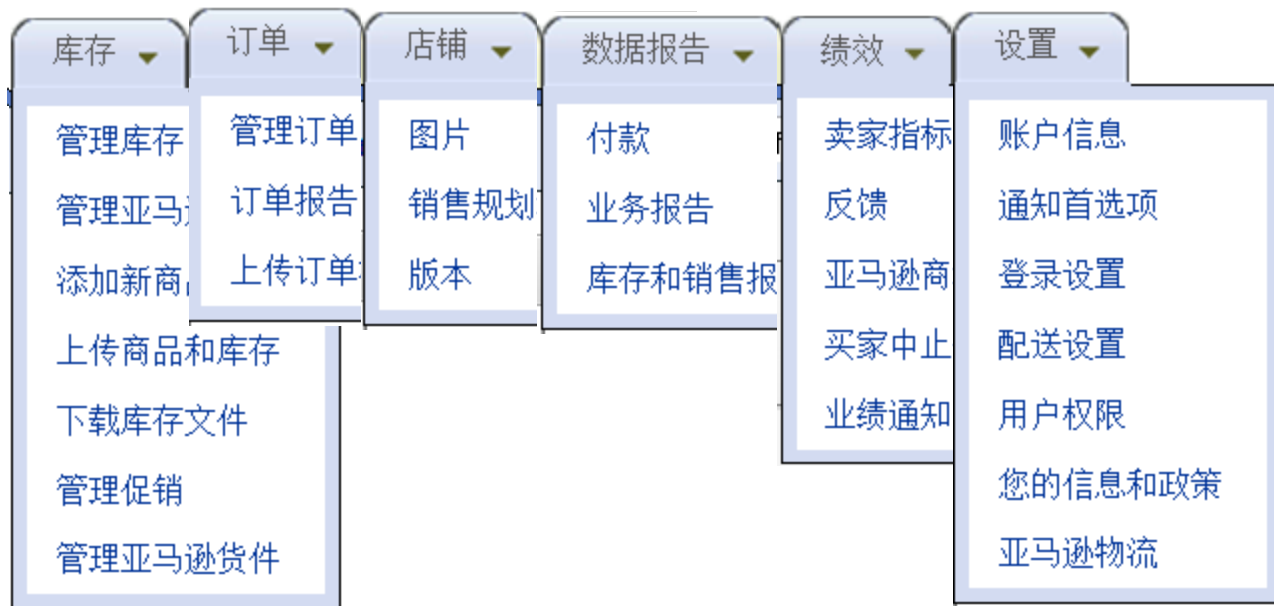 库存
管理库存
管理亚马
添加新商
上传商品和库存
下载库存文件
管理促销
管理亚马逊货件
订单
管理订单
订单报告
上传订单
店铺
图片
销售规划
版本
数据报告
付款
业务报告
库存和销售报
绩效
卖家指标
反馈
亚马逊商
买家中止
业绩通知
设置
账户信息
通知首选项
登录设置
配送设置
用户权限
您的信息和政策
亚马逊物流